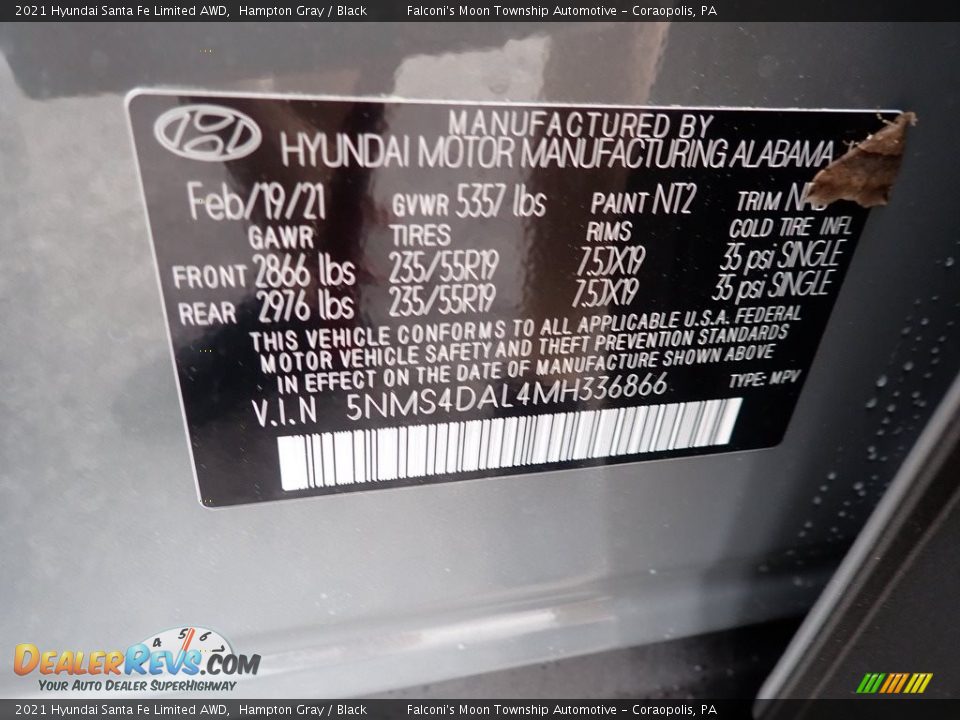 2021 Hyundai Santa Fe Limited AWD, Hampton Gray / Black Falconi's Moon Township Automotive - Coraopolis, PA
MANUFACTURED BY
HYUNDAI MOTOR MANUFACTURING ALABAMA
Feb/19/21 GVWR 5357 lbs PAINT NT2 TRIM
GAWR TIRES RIMS COLD TIRE INFL
FRONT 2866 lbs 235/55R19 7.5JX19 35 psi SINGLE
REAR 2976 lbs 235/55R19 7.5JX19 35 psi SINGLE
THIS VEHICLE CONFORMS TO ALL APPLICABLE U.S.A. FEDERAL
MOTOR VEHICLE SAFETY AND THEFT PREVENTION STANDARDS
IN EFFECT ON THE DATE OF MANUFACTURE SHOWN ABOVE
V.I.N 5NMS4DAL4MH336866 TYPE: MPV
4 5 6
DEALERREVS.COM
YOUR AUTO DEALER SUPERHIGHWAY
2021 Hyundai Santa Fe Limited AWD, Hampton Gray / Black Falconi's Moon Township Automotive - Coraopolis, PA